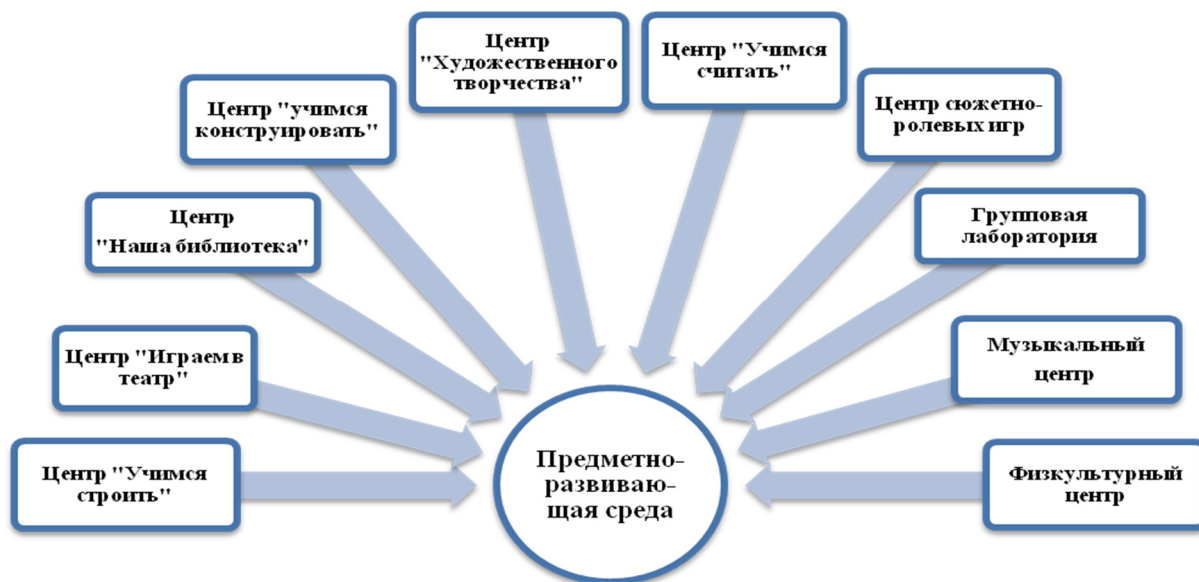 Центр
"Художественного
творчества"
Центр "Учимся
считать"
Центр "учимся
конструировать"
Центр сюжетно-
ролевых игр
Центр
"Наша библиотека"
Групповая
лаборатория
Центр "Играем в
театр"
Музыкальный
центр
Центр "Учимся
строить"
Физкультурный
центр
Предметно-
развиваю-
щая среда